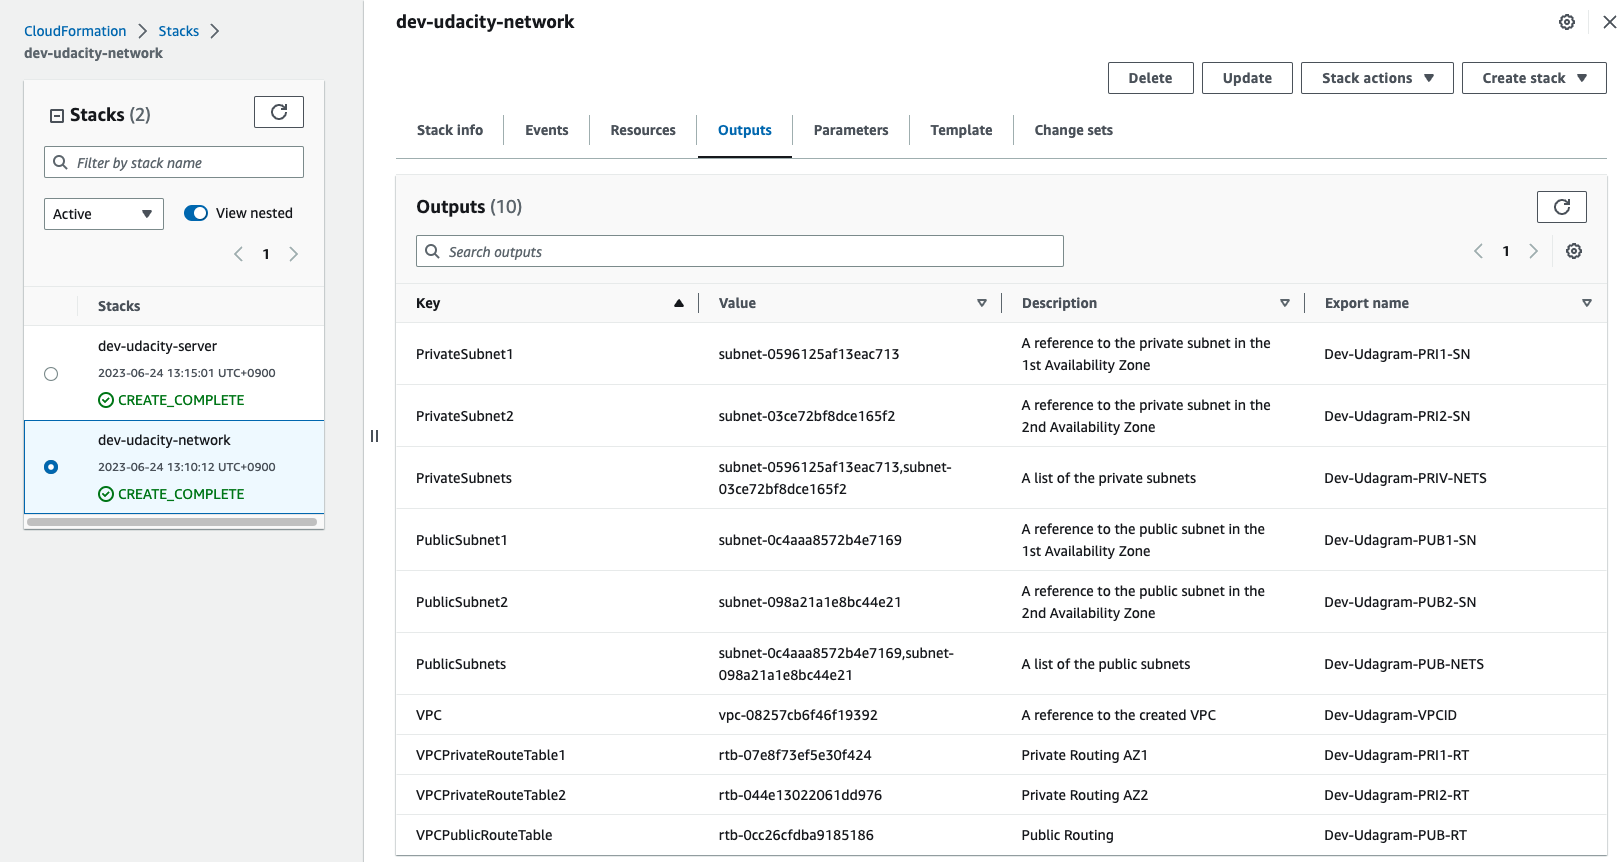 CloudFormation
Stacks
dev-udacity-network
Stacks (2)
Filter by stack name
Active
View nested
1
Stacks
dev-udacity-server
2023-06-24 13:15:01 UTC+0900
CREATE_COMPLETE
dev-udacity-network
2023-06-24 13:10:12 UTC+0900
CREATE_COMPLETE
dev-udacity-network
Delete Update Stack actions Create stack
Stack info Events Resources Outputs Parameters Template Change sets
Outputs (10)
Search outputs
1
Key Value Description Export name
PrivateSubnet1 subnet-0596125af13eac713 A reference to the private subnet in the Dev-Udagram-PRI1-SN
1st Availability Zone
PrivateSubnet2 subnet-03ce72bf8dce165f2 A reference to the private subnet in the Dev-Udagram-PRI2-SN
2nd Availability Zone
PrivateSubnets subnet-0596125af13eac713,subnet- A list of the private subnets Dev-Udagram-PRIV-NETS
03ce72bf8dce165f2
PublicSubnet1 subnet-0c4aaa8572b4e7169 A reference to the public subnet in the Dev-Udagram-PUB1-SN
1st Availability Zone
PublicSubnet2 subnet-098a21a1e8bc44e21 A reference to the public subnet in the Dev-Udagram-PUB2-SN
2nd Availability Zone
PublicSubnets subnet-0c4aaa8572b4e7169,subnet- A list of the public subnets Dev-Udagram-PUB-NETS
098a21a1e8bc44e21
VPC vpc-08257cb6f46f19392 A reference to the created VPC Dev-Udagram-VPCID
VPCPrivateRouteTable1 rtb-07e8f73ef5e30f424 Private Routing AZ1 Dev-Udagram-PRI1-RT
VPCPrivateRouteTable2 rtb-044e13022061dd976 Private Routing AZ2 Dev-Udagram-PRI2-RT
VPCPublicRouteTable rtb-0cc26cfdba9185186 Public Routing Dev-Udagram-PUB-RT